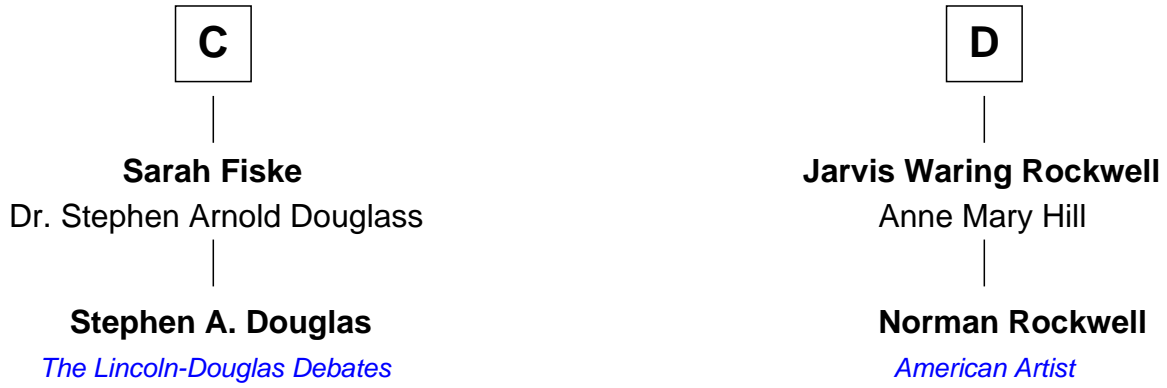 C
Sarah Fiske
Dr. Stephen Arnold Douglass
Stephen A. Douglas
The Lincoln-Douglas Debates
D
Jarvis Waring Rockwell
Anne Mary Hill
Norman Rockwell
American Artist